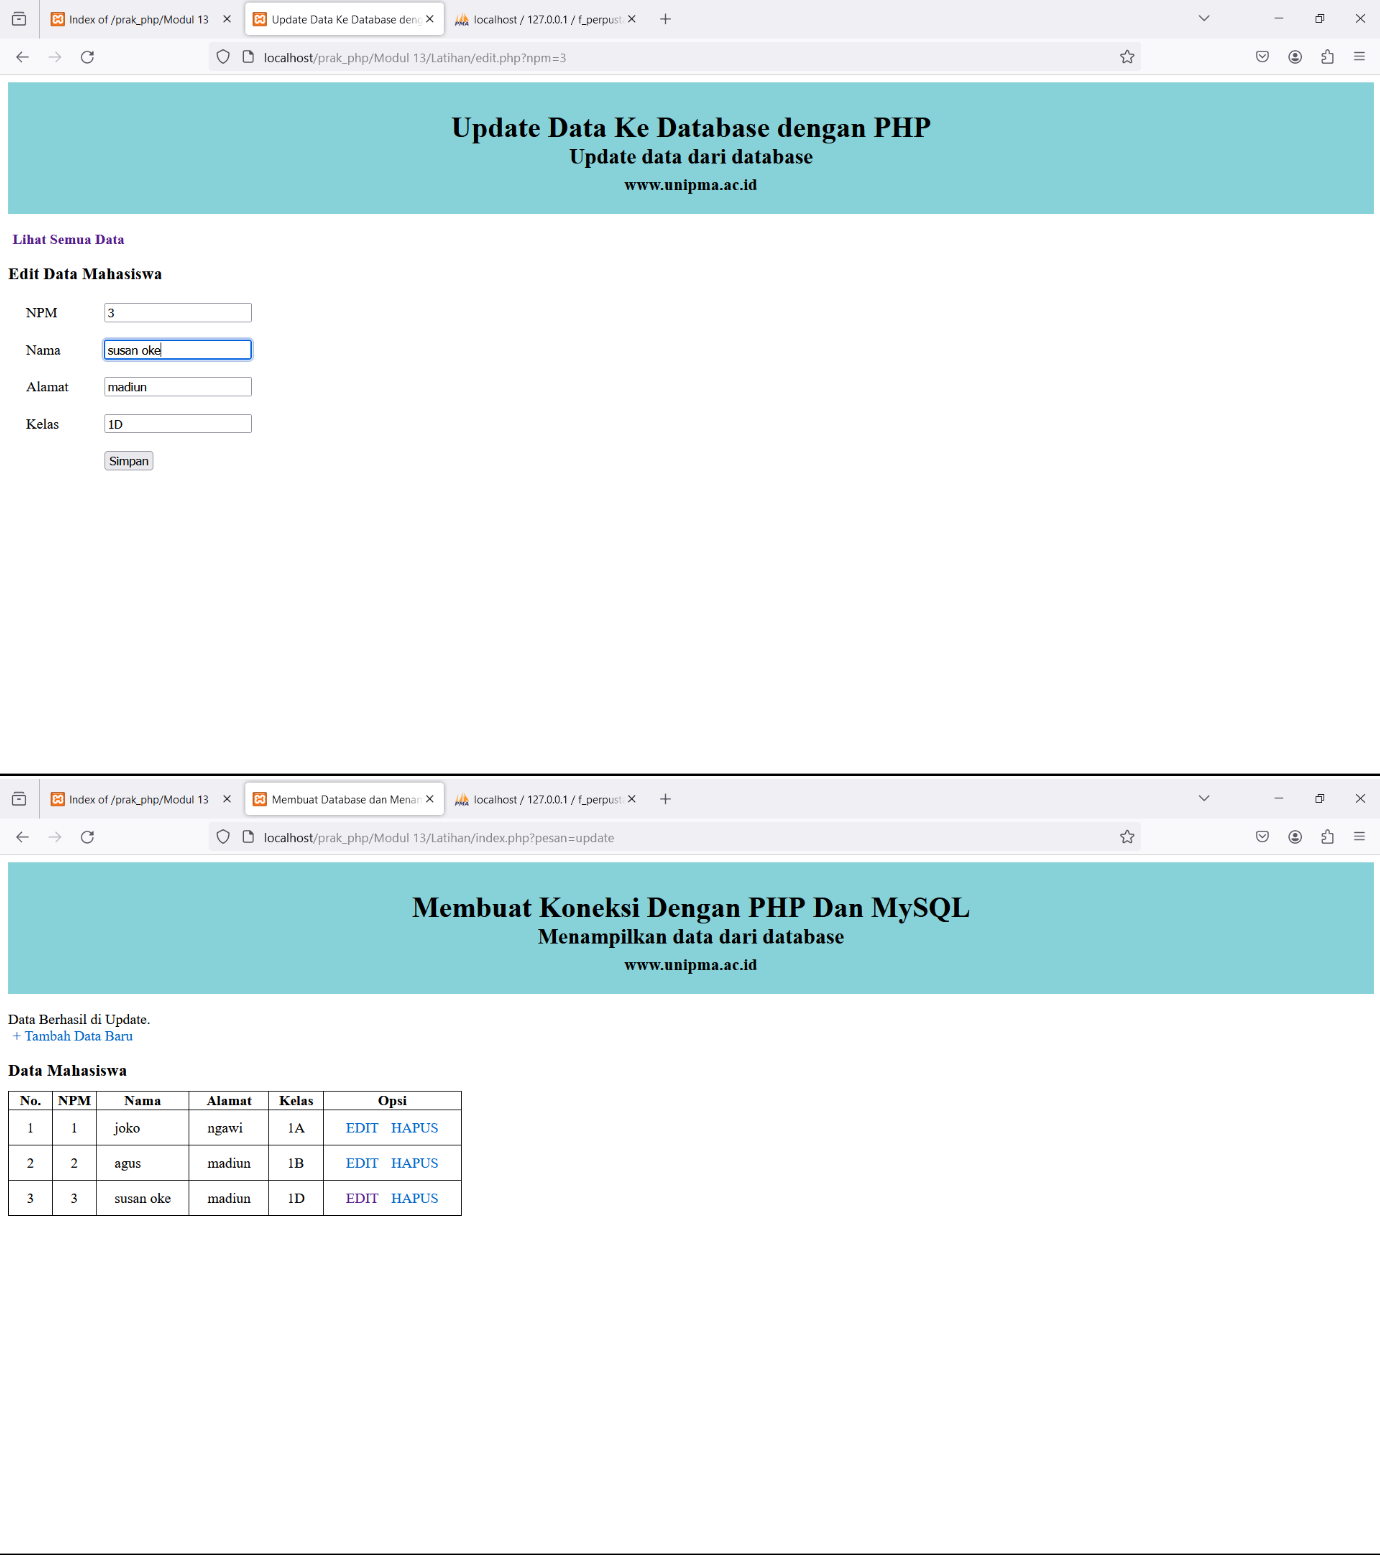 Index of /prak_php/Modul 13
Update Data Ke Database deng
localhost / 127.0.0.1 / f_perpust
localhost/prak_php/Modul 13/Latihan/edit.php?npm=3
Update Data Ke Database dengan PHP
Update data dari database
www.unipma.ac.id
Lihat Semua Data
Edit Data Mahasiswa
NPM 3
Nama susan oke
Alamat madiun
Kelas 1D
Simpan
Index of /prak_php/Modul 13
Membuat Database dan Menam
localhost / 127.0.0.1 / f_perpust
localhost/prak_php/Modul 13/Latihan/index.php?pesan=update
Membuat Koneksi Dengan PHP Dan MySQL
Menampilkan data dari database
www.unipma.ac.id
Data Berhasil di Update.
+ Tambah Data Baru
Data Mahasiswa
No. NPM Nama Alamat Kelas Opsi
1 1 joko ngawi 1A EDIT HAPUS
2 2 agus madiun 1B EDIT HAPUS
3 3 susan oke madiun 1D EDIT HAPUS